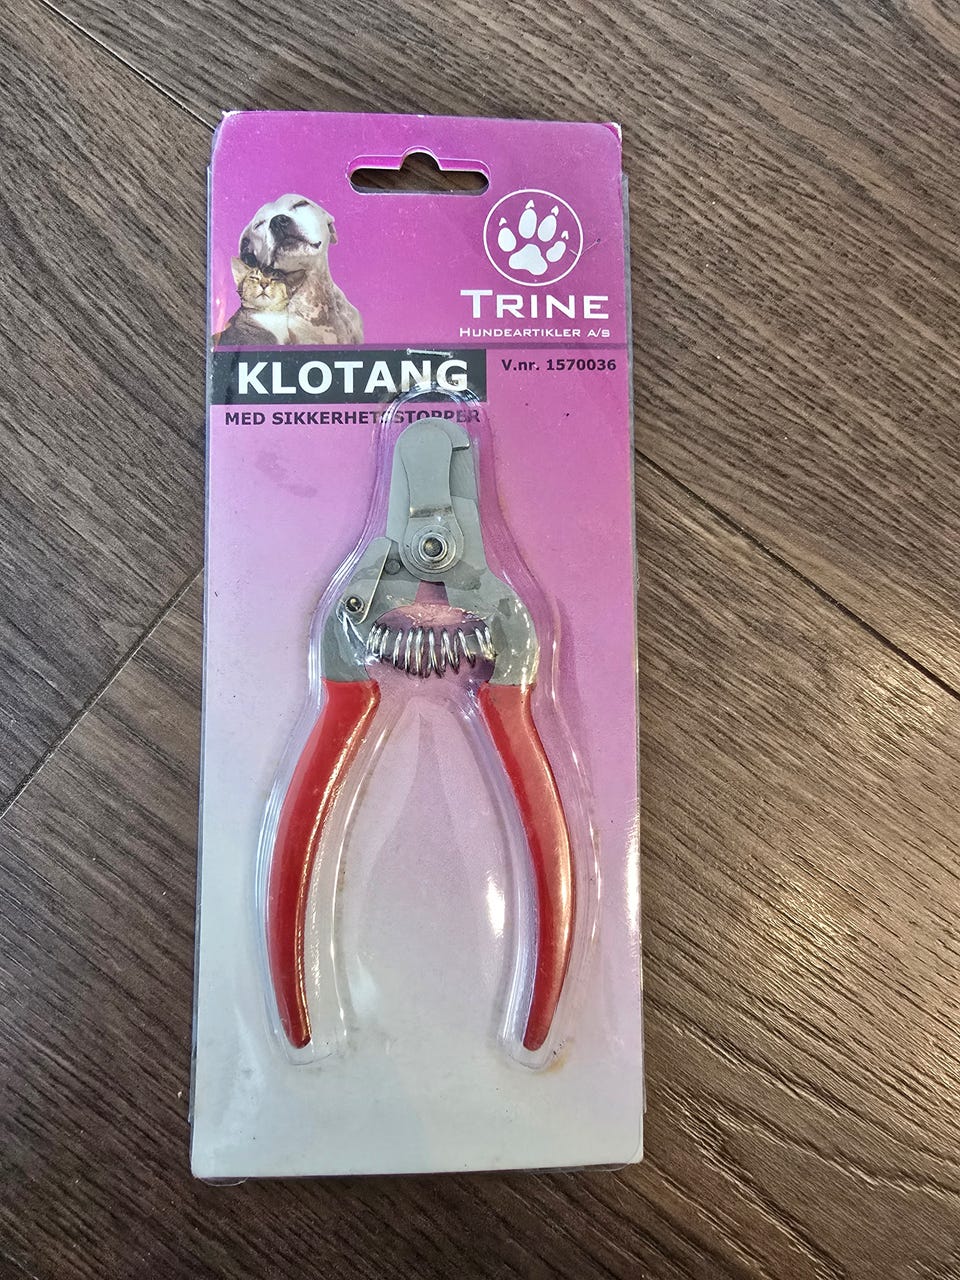 TRINE
HUNDEARTIKLER A/S
KLOTANG
V.nr. 1570036
MED SIKKERHETSSTOPPER